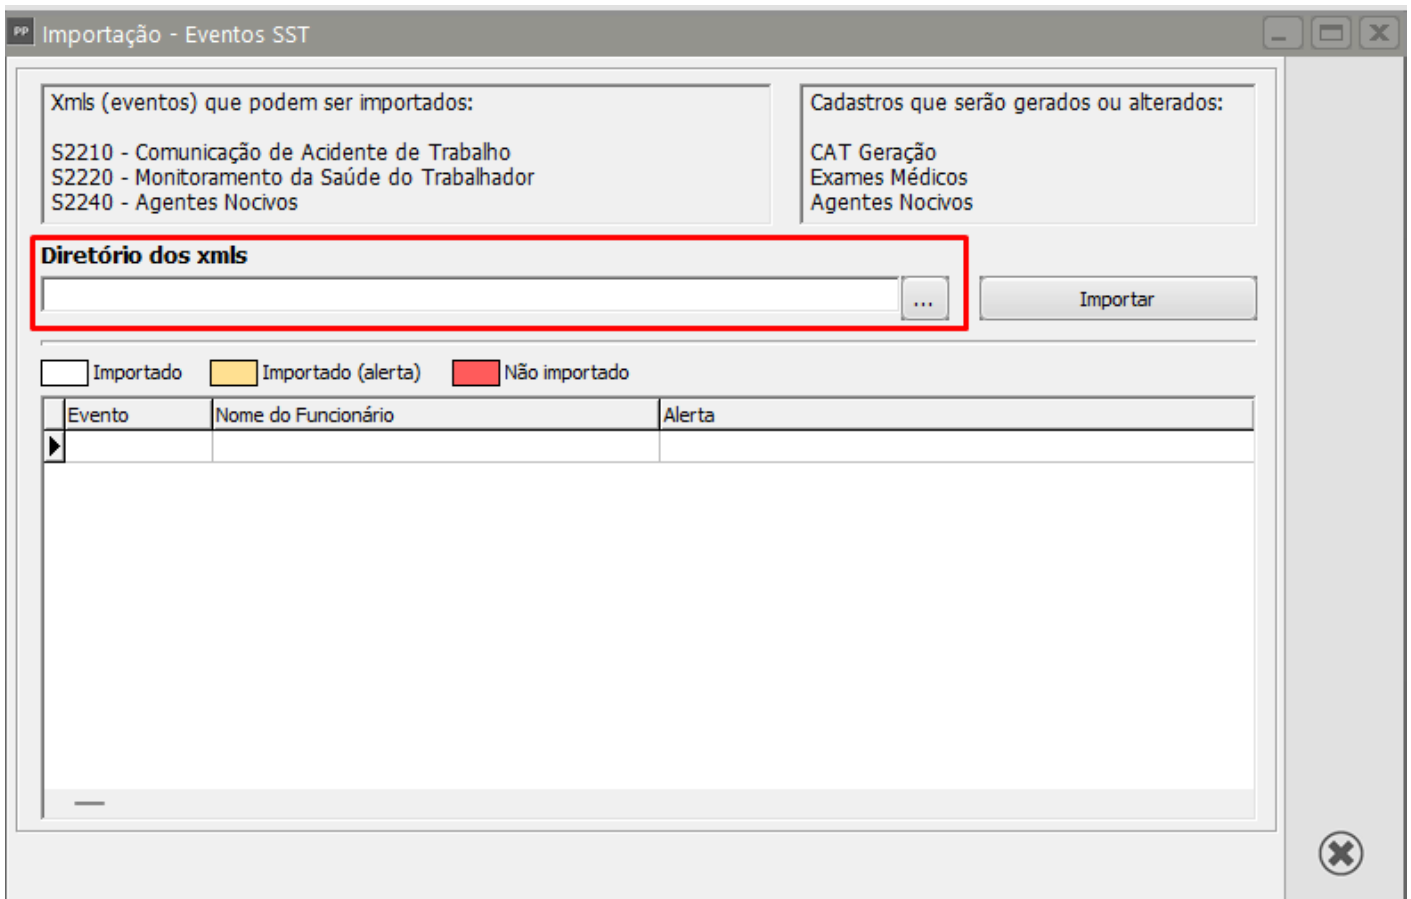 PP Importação - Eventos SST
Xmls (eventos) que podem ser importados:
S2210 - Comunicação de Acidente de Trabalho
S2220 - Monitoramento da Saúde do Trabalhador
S2240 - Agentes Nocivos
Cadastros que serão gerados ou alterados:
CAT Geração
Exames Médicos
Agentes Nocivos
Diretório dos xmls
...
Importar
Importado Importado (alerta) Não importado
Evento Nome do Funcionário Alerta